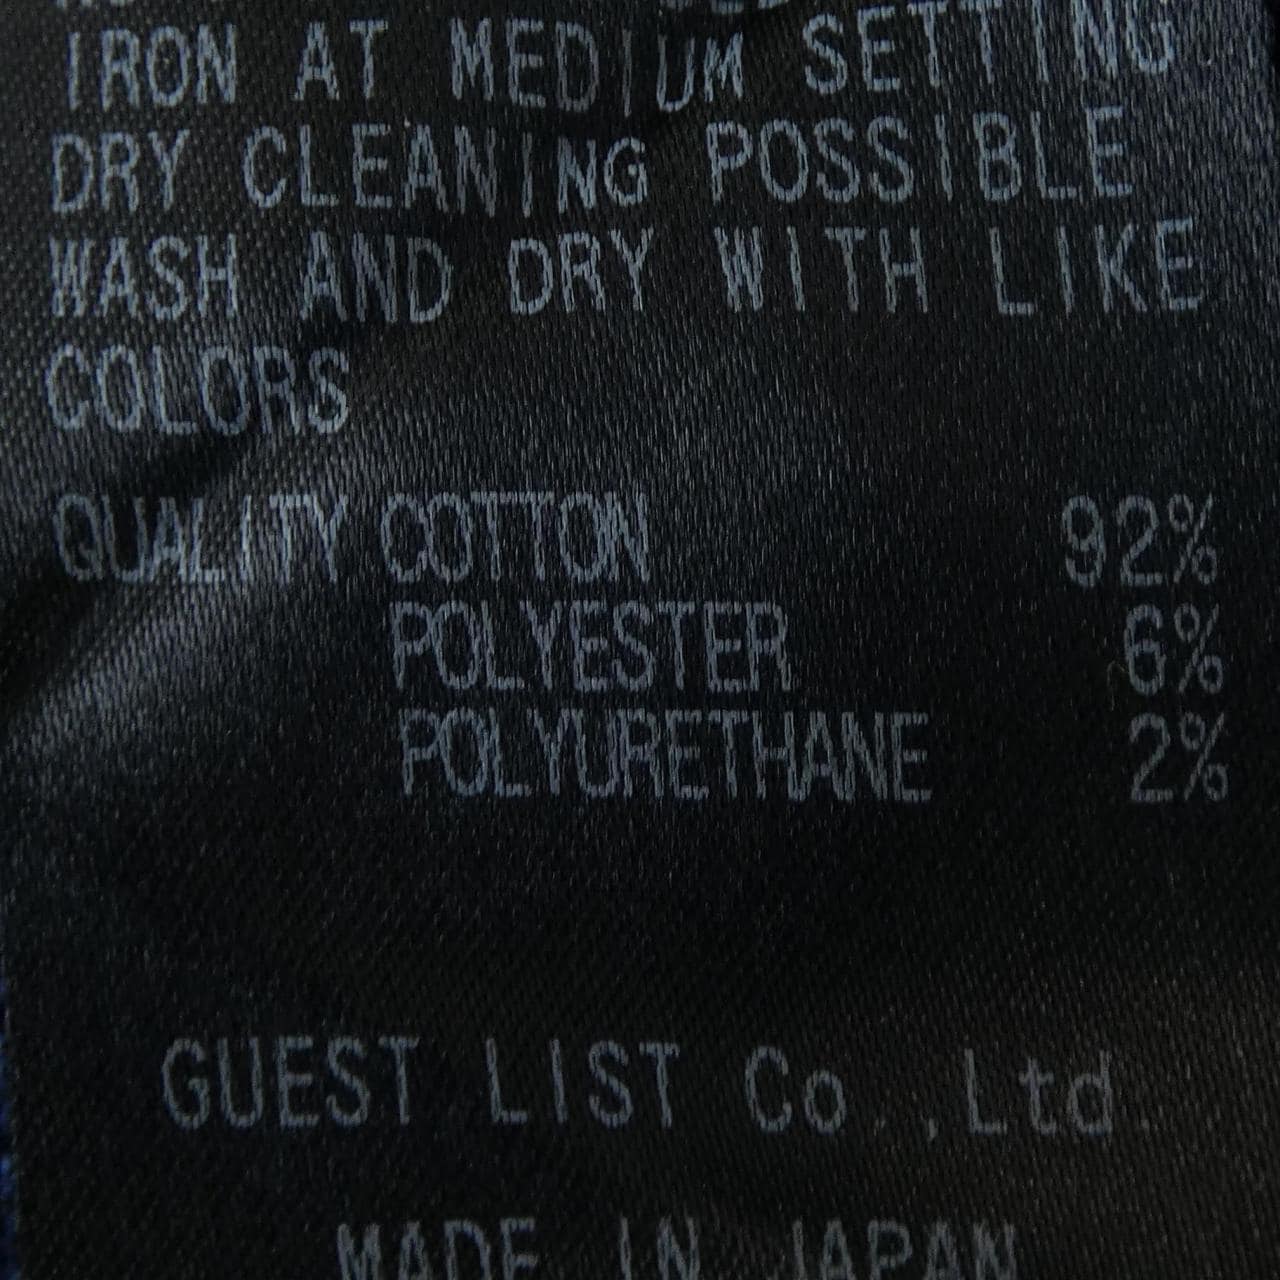 IRON AT MEDIUM SETTING
DRY CLEANING POSSIBLE
WASH AND DRY WITH LIKE
COLORS
QUALITY COTTON 92%
POLYESTER 6%
POLYURETHANE 2%
GUEST LIST Co.,Ltd.
MADE IN JAPAN